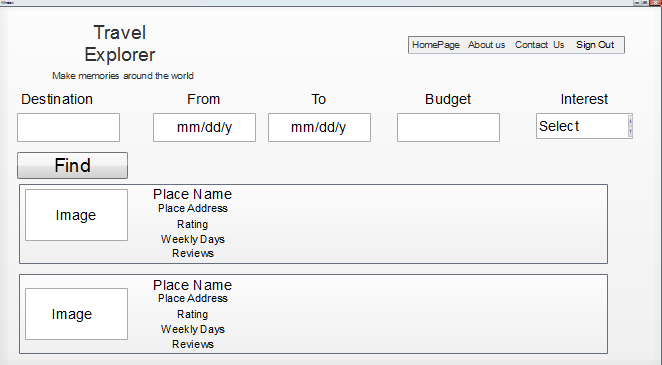 Travel
Explorer
Make memories around the world
HomePage About us Contact Us Sign Out
Destination From To Budget Interest
mm/dd/y mm/dd/y Select
Find
Image
Place Name
Place Address
Rating
Weekly Days
Reviews
Image
Place Name
Place Address
Rating
Weekly Days
Reviews